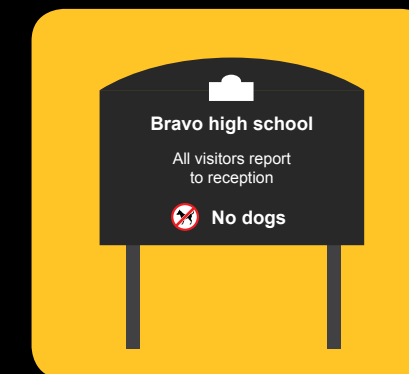 Bravo high school
All visitors report
to reception
No dogs